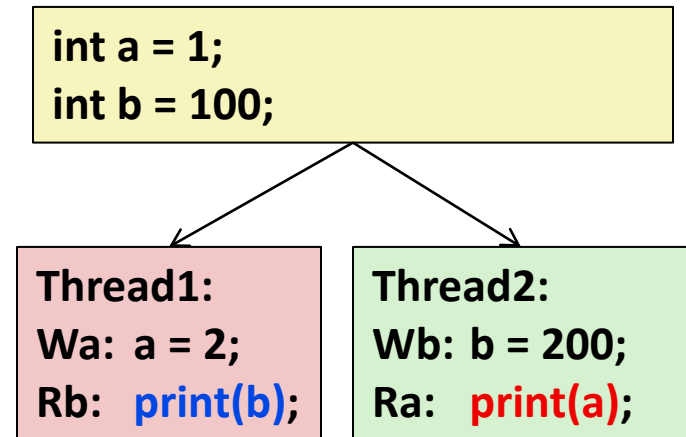 int a = 1;
int b = 100;
Thread1:
Wa: a = 2;
Rb: print(b);
Thread2:
Wb: b = 200;
Ra: print(a);